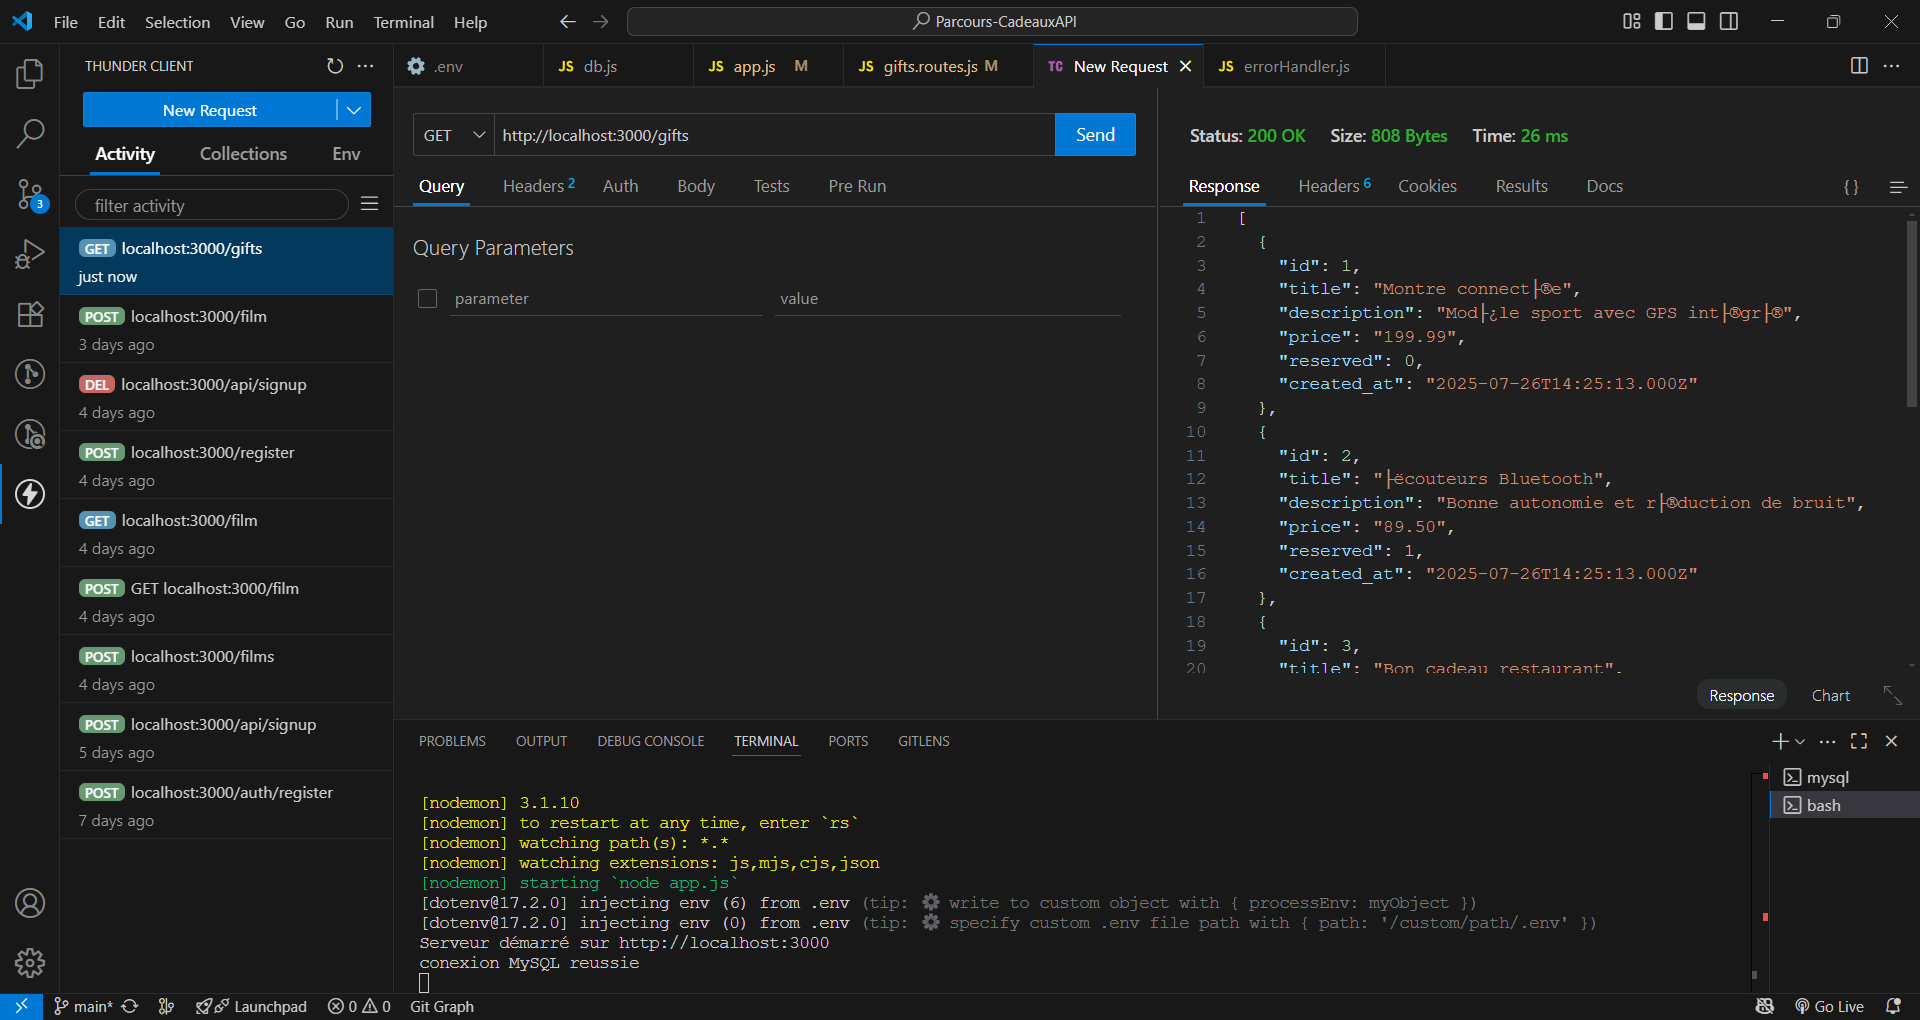 File Edit Selection View Go Run Terminal Help
Parcours-CadeauxAPI
THUNDER CLIENT
New Request
Activity Collections Env
filter activity
GET localhost:3000/gifts
just now
POST localhost:3000/film
3 days ago
DEL localhost:3000/api/signup
4 days ago
POST localhost:3000/register
4 days ago
GET localhost:3000/film
4 days ago
POST GET localhost:3000/film
4 days ago
POST localhost:3000/films
4 days ago
POST localhost:3000/api/signup
5 days ago
POST localhost:3000/auth/register
7 days ago
3
.env
JS db.js
JS app.js M
JS gifts.routes.js M
TC New Request
JS errorHandler.js
GET http://localhost:3000/gifts Send
Query Headers 2 Auth Body Tests Pre Run
Query Parameters
parameter value
Status: 200 OK Size: 808 Bytes Time: 26 ms
Response Headers 6 Cookies Results Docs {}
1 [
2 {
3 "id": 1,
4 "title": "Montre connect├®e",
5 "description": "Mod├¿le sport avec GPS int├®gr├®",
6 "price": "199.99",
7 "reserved": 0,
8 "created_at": "2025-07-26T14:25:13.000Z"
9 },
10 {
11 "id": 2,
12 "title": "├ëcouteurs Bluetooth",
13 "description": "Bonne autonomie et r├®duction de bruit",
14 "price": "89.50",
15 "reserved": 1,
16 "created_at": "2025-07-26T14:25:13.000Z"
17 },
18 {
19 "id": 3,
20 "title": "Bon cadeau restaurant",
Response Chart
PROBLEMS OUTPUT DEBUG CONSOLE TERMINAL PORTS GITLENS
[nodemon] 3.1.10
[nodemon] to restart at any time, enter `rs`
[nodemon] watching path(s): *.*
[nodemon] watching extensions: js,mjs,cjs,json
[nodemon] starting `node app.js`
[dotenv@17.2.0] injecting env (6) from .env (tip: ⚙ write to custom object with { processEnv: myObject })
[dotenv@17.2.0] injecting env (0) from .env (tip: ⚙ specify custom .env file path with { path: '/custom/path/.env' })
Serveur démarré sur http://localhost:3000
conexion MySQL reussie
mysql
bash
main* Launchpad 0 0 Git Graph Go Live